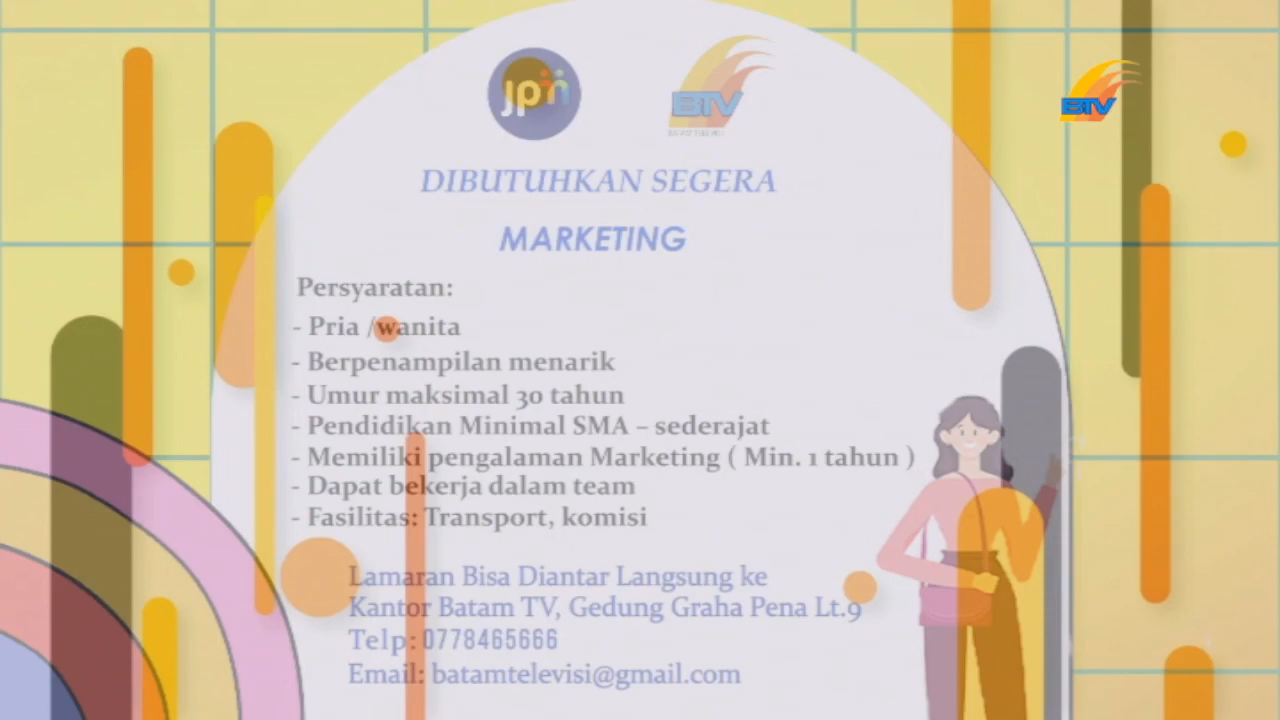 jpm
BTV
BTV
DIBUTUHKAN SEGERA
MARKETING
Persyaratan:
- Pria /wanita
- Berpenampilan menarik
- Umur maksimal 30 tahun
- Pendidikan Minimal SMA – sederajat
- Memiliki pengalaman Marketing ( Min. 1 tahun )
- Dapat bekerja dalam team
- Fasilitas: Transport, komisi
Lamaran Bisa Diantar Langsung ke
Kantor Batam TV, Gedung Graha Pena Lt.9
Telp: 0778465666
Email: batamtelevisi@gmail.com